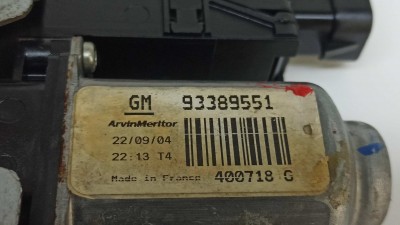 GM 93389551
ArvinMeritor
22/09/04
22:13 T4
Made in France 400718 G